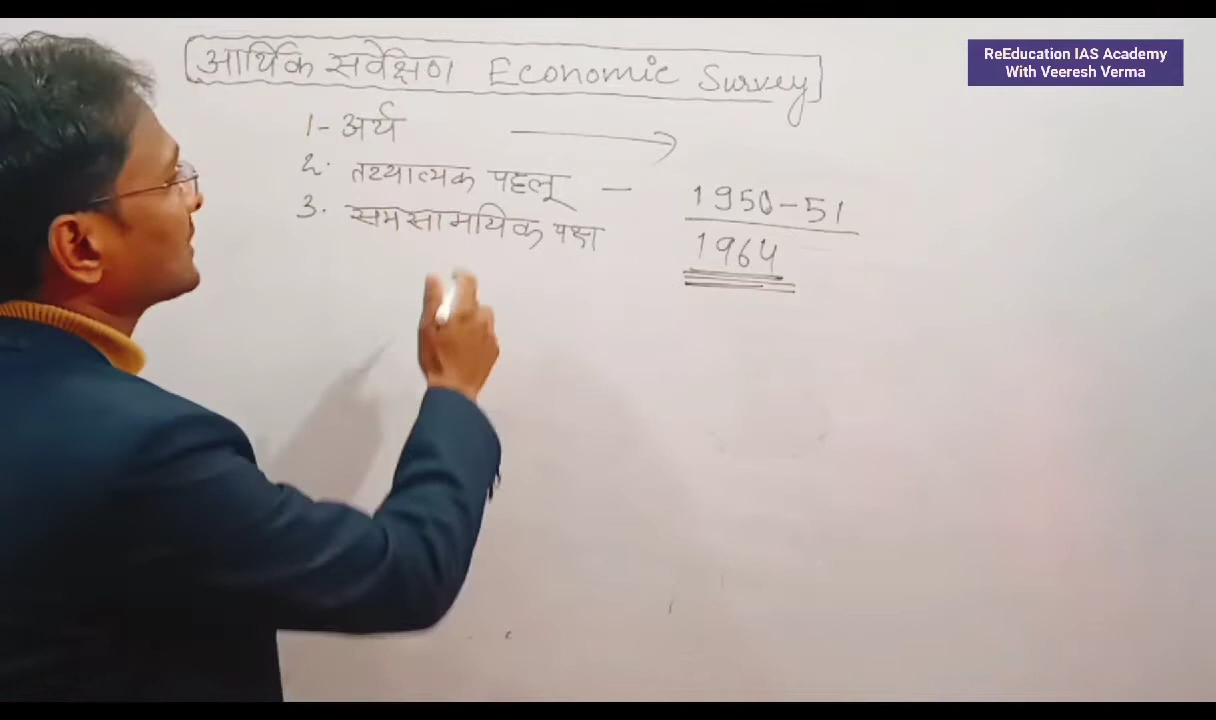 ReEducation IAS Academy
With Veeresh Verma
आर्थिक सर्वेक्षण Economic Survey
1- अर्थ
2. तथ्यात्मक पहलू - 1950-51
3. समसामयिक पक्ष 1964